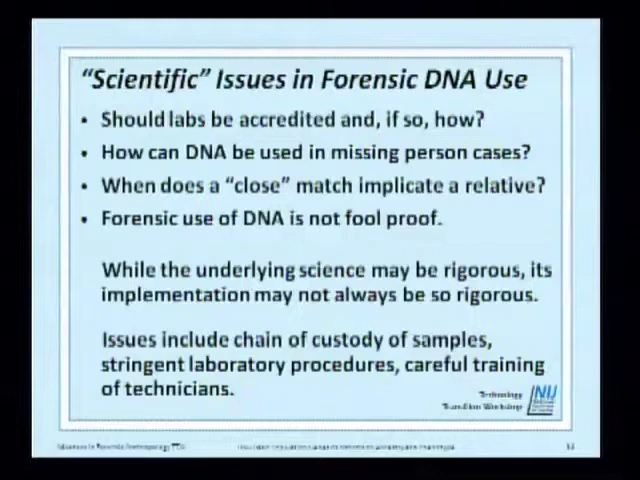 “Scientific” Issues in Forensic DNA Use
• Should labs be accredited and, if so, how?
• How can DNA be used in missing person cases?
• When does a “close” match implicate a relative?
• Forensic use of DNA is not fool proof.
While the underlying science may be rigorous, its
implementation may not always be so rigorous.
Issues include chain of custody of samples,
stringent laboratory procedures, careful training
of technicians.
Technology
Transition Workshop
NIJ